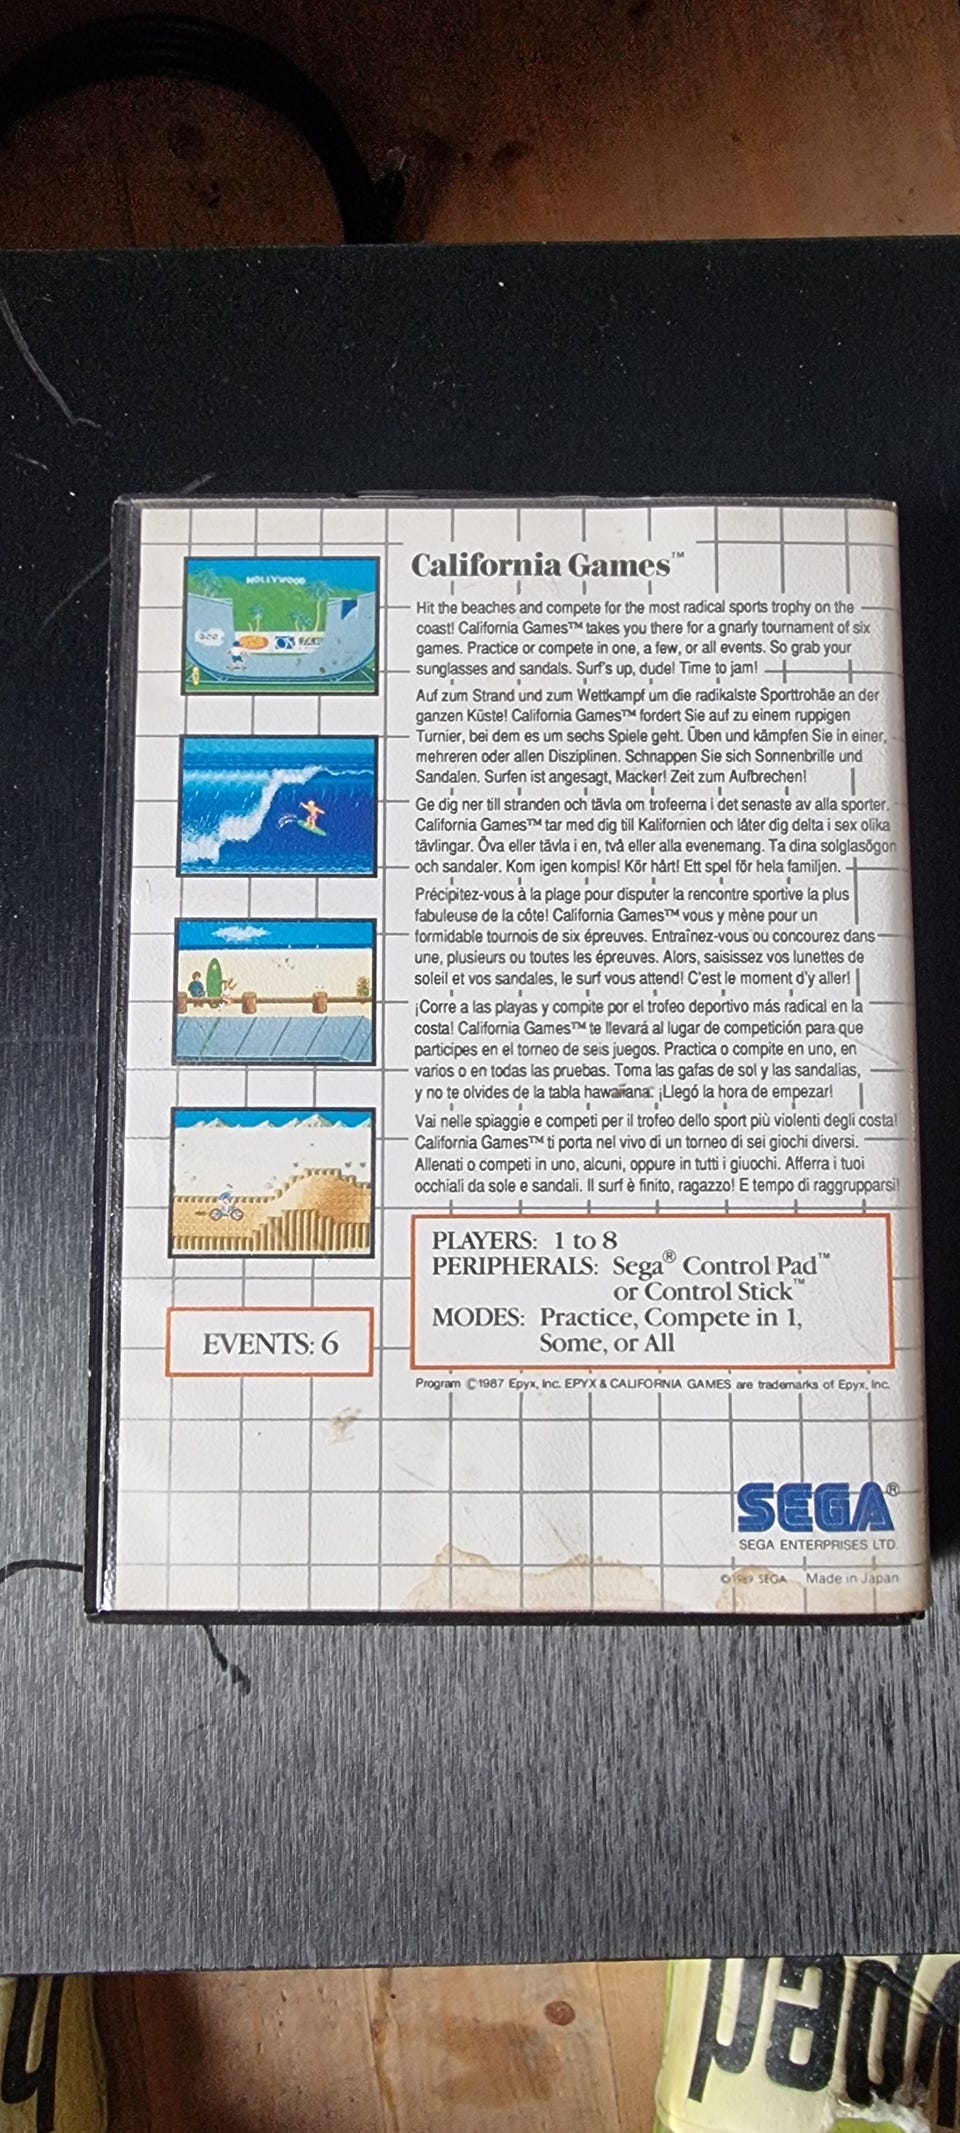 California Games™
Hit the beaches and compete for the most radical sports trophy on the
coast! California Games™ takes you there for a gnarly tournament of six
games. Practice or compete in one, a few, or all events. So grab your
sunglasses and sandals. Surf's up, dude! Time to jam!
Auf zum Strand und zum Wettkampf um die radikalste Sporttrohäe an der
ganzen Küste! California Games™ fordert Sie auf zu einem ruppigen
Turnier, bei dem es um sechs Spiele geht. Üben und kämpfen Sie in einer,
mehreren oder allen Disziplinen. Schnappen Sie sich Sonnenbrille und
Sandalen. Surfen ist angesagt, Macker! Zeit zum Aufbrechen!
Ge dig ner till stranden och tävla om trofeerna i det senaste av alla sporter.
California Games™ tar med dig till Kalifornien och låter dig delta i sex olika
tävlingar. Öva eller tävla i en, två eller alla evenemang. Ta dina solglasögon
och sandaler. Kom igen kompis! Kör hårt! Ett spel för hela familjen.
Précipitez-vous à la plage pour disputer la rencontre sportive la plus
fabuleuse de la côte! California Games™ vous y mène pour un
formidable tournois de six épreuves. Entraînez-vous ou concourez dans
une, plusieurs ou toutes les épreuves. Alors, saisissez vos lunettes de
soleil et vos sandales, le surf vous attend! C'est le moment d'y aller!
¡Corre a las playas y compite por el trofeo deportivo más radical en la
costa! California Games™ te llevará al lugar de competición para que
participes en el torneo de seis juegos. Practica o compite en uno, en
varios o en todas las pruebas. Toma las gafas de sol y las sandalias,
y no te olvides de la tabla hawaiiana. ¡Llegó la hora de empezar!
Vai nelle spiaggie e competi per il trofeo dello sport più violenti degli costa!
California Games™ ti porta nel vivo di un torneo di sei giochi diversi.
Allenati o competi in uno, alcuni, oppure in tutti i giuochi. Afferra i tuoi
occhiali da sole e sandali. Il surf è finito, ragazzo! E tempo di raggrupparsi!
PLAYERS: 1 to 8
PERIPHERALS: Sega® Control Pad™
or Control Stick™
MODES: Practice, Compete in 1,
Some, or All
HOLLYWOOD
EVENTS: 6
Program ©1987 Epyx, Inc. EPYX & CALIFORNIA GAMES are trademarks of Epyx, Inc.
SEGA®
SEGA ENTERPRISES LTD.
©1989 SEGA Made in Japan